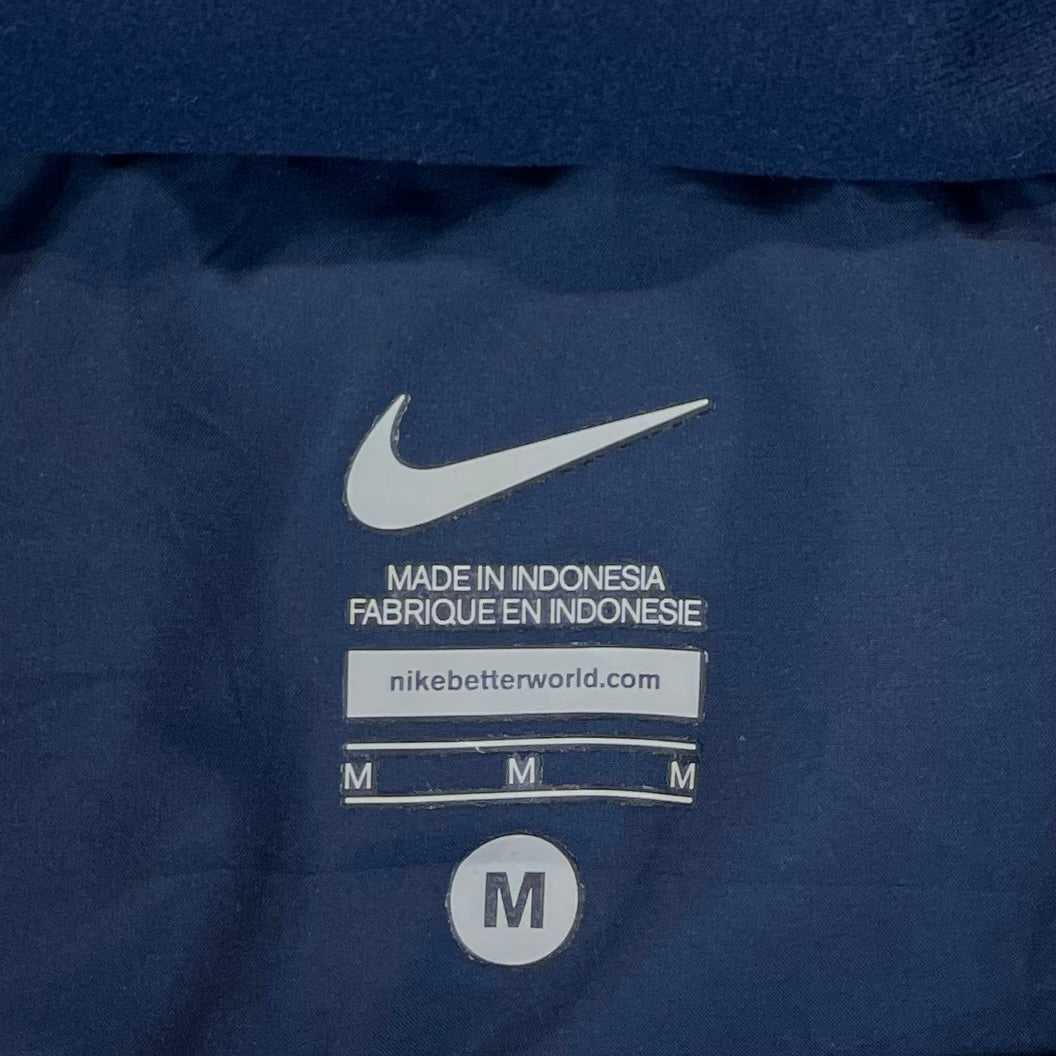 MADE IN INDONESIA
FABRIQUE EN INDONESIE
nikebetterworld.com
M M M
M